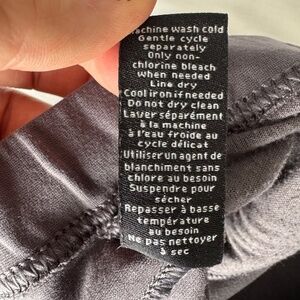 achine wash cold
Gentle cycle
separately
Only non-
chlorine bleach
when needed
Line dry
Cool iron if needed
Do not dry clean
Laver séparément
à la machine
à l'eau froide au
cycle délicat
Utiliser un agent de
blanchiment sans
chlore au besoin
Suspendre pour
sécher
Repasser à basse
température
au besoin
Ne pas nettoyer
à sec